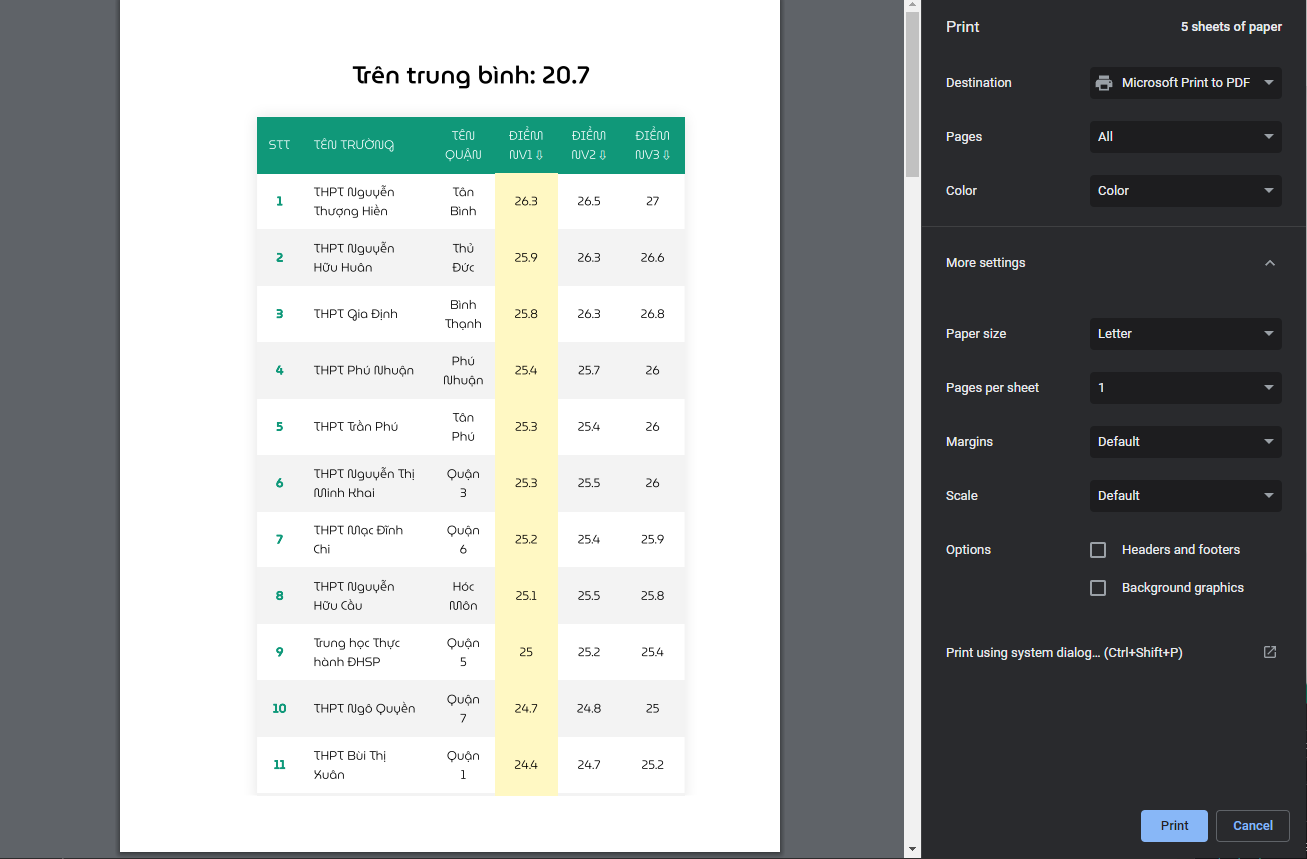 Trên trung bình: 20.7
STT TÊN TRƯỜNG TÊN QUẬN ĐIỂM NV1⇩ ĐIỂM NV2⇩ ĐIỂM NV3⇩
1 THPT Nguyễn Thượng Hiền Tân Bình 26.3 26.5 27
2 THPT Nguyễn Hữu Huân Thủ Đức 25.9 26.3 26.6
3 THPT Gia Định Bình Thạnh 25.8 26.3 26.8
4 THPT Phú Nhuận Phú Nhuận 25.4 25.7 26
5 THPT Trần Phú Tân Phú 25.3 25.4 26
6 THPT Nguyễn Thị Minh Khai Quận 3 25.3 25.5 26
7 THPT Mạc Đĩnh Chi Quận 6 25.2 25.4 25.9
8 THPT Nguyễn Hữu Cầu Hóc Môn 25.1 25.5 25.8
9 Trung học Thực hành ĐHSP Quận 5 25 25.2 25.4
10 THPT Ngô Quyền Quận 7 24.7 24.8 25
11 THPT Bùi Thị Xuân Quận 1 24.4 24.7 25.2
Print 5 sheets of paper
Destination Microsoft Print to PDF
Pages All
Color Color
More settings
Paper size Letter
Pages per sheet 1
Margins Default
Scale Default
Options Headers and footers
Background graphics
Print using system dialog... (Ctrl+Shift+P)
Print Cancel